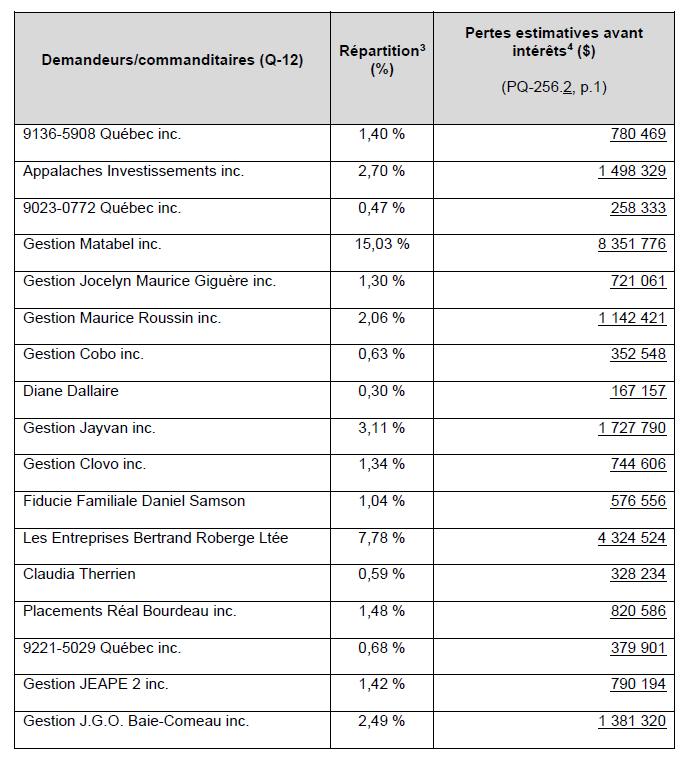 Demandeurs/commanditaires (Q-12) Répartition³ (%) Pertes estimatives avant intérêts⁴ ($) (PQ-256.2, p.1)
9136-5908 Québec inc. 1,40 % 780 469
Appalaches Investissements inc. 2,70 % 1 498 329
9023-0772 Québec inc. 0,47 % 258 333
Gestion Matabel inc. 15,03 % 8 351 776
Gestion Jocelyn Maurice Giguère inc. 1,30 % 721 061
Gestion Maurice Roussin inc. 2,06 % 1 142 421
Gestion Cobo inc. 0,63 % 352 548
Diane Dallaire 0,30 % 167 157
Gestion Jayvan inc. 3,11 % 1 727 790
Gestion Clovo inc. 1,34 % 744 606
Fiducie Familiale Daniel Samson 1,04 % 576 556
Les Entreprises Bertrand Roberge Ltée 7,78 % 4 324 524
Claudia Therrien 0,59 % 328 234
Placements Réal Bourdeau inc. 1,48 % 820 586
9221-5029 Québec inc. 0,68 % 379 901
Gestion JEAPE 2 inc. 1,42 % 790 194
Gestion J.G.O. Baie-Comeau inc. 2,49 % 1 381 320